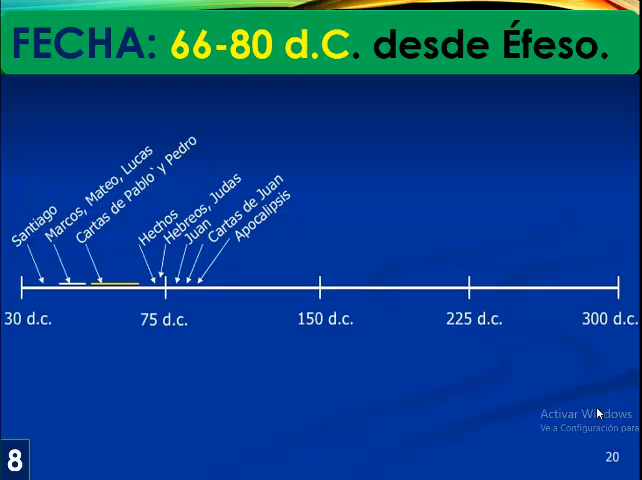 FECHA: 66-80 d.C. desde Éfeso.
Santiago
Marcos, Mateo, Lucas
Cartas de Pablo` y Pedro
Hechos
Hebreos, Judas
Juan
Cartas de Juan
Apocalipsis
30 d.c.
75 d.c.
150 d.c.
225 d.c.
300 d.c.
Activar Windows
Ve a Configuración para
8
20